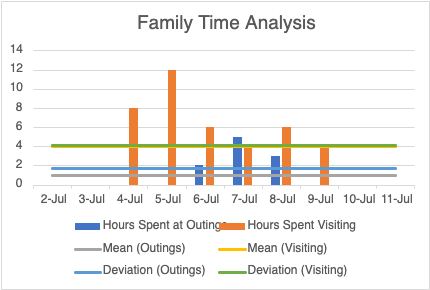 Family Time Analysis
14
12
10
8
6
4
2
0
2-Jul 3-Jul 4-Jul 5-Jul 6-Jul 7-Jul 8-Jul 9-Jul 10-Jul 11-Jul
Hours Spent at Outings Hours Spent Visiting
Mean (Outings) Mean (Visiting)
Deviation (Outings) Deviation (Visiting)